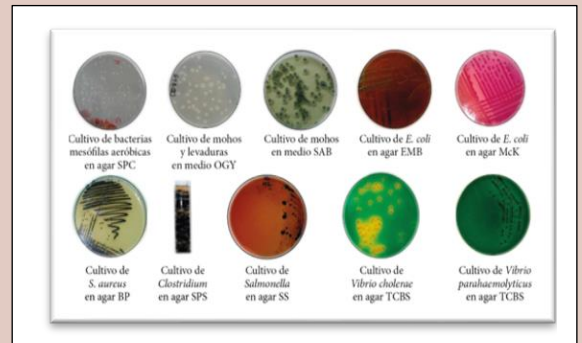 Cultivo de bacterias
mesófilas aeróbicas
en agar SPC
Cultivo de mohos
y levaduras
en medio OGY
Cultivo de mohos
en medio SAB
Cultivo de E. coli
en agar EMB
Cultivo de E. coli
en agar McK
Cultivo de
S. aureus
en agar BP
Cultivo de
Clostridium
en agar SPS
Cultivo de
Salmonella
en agar SS
Cultivo de
Vibrio cholerae
en agar TCBS
Cultivo de Vibrio
parahaemolyticus
en agar TCBS